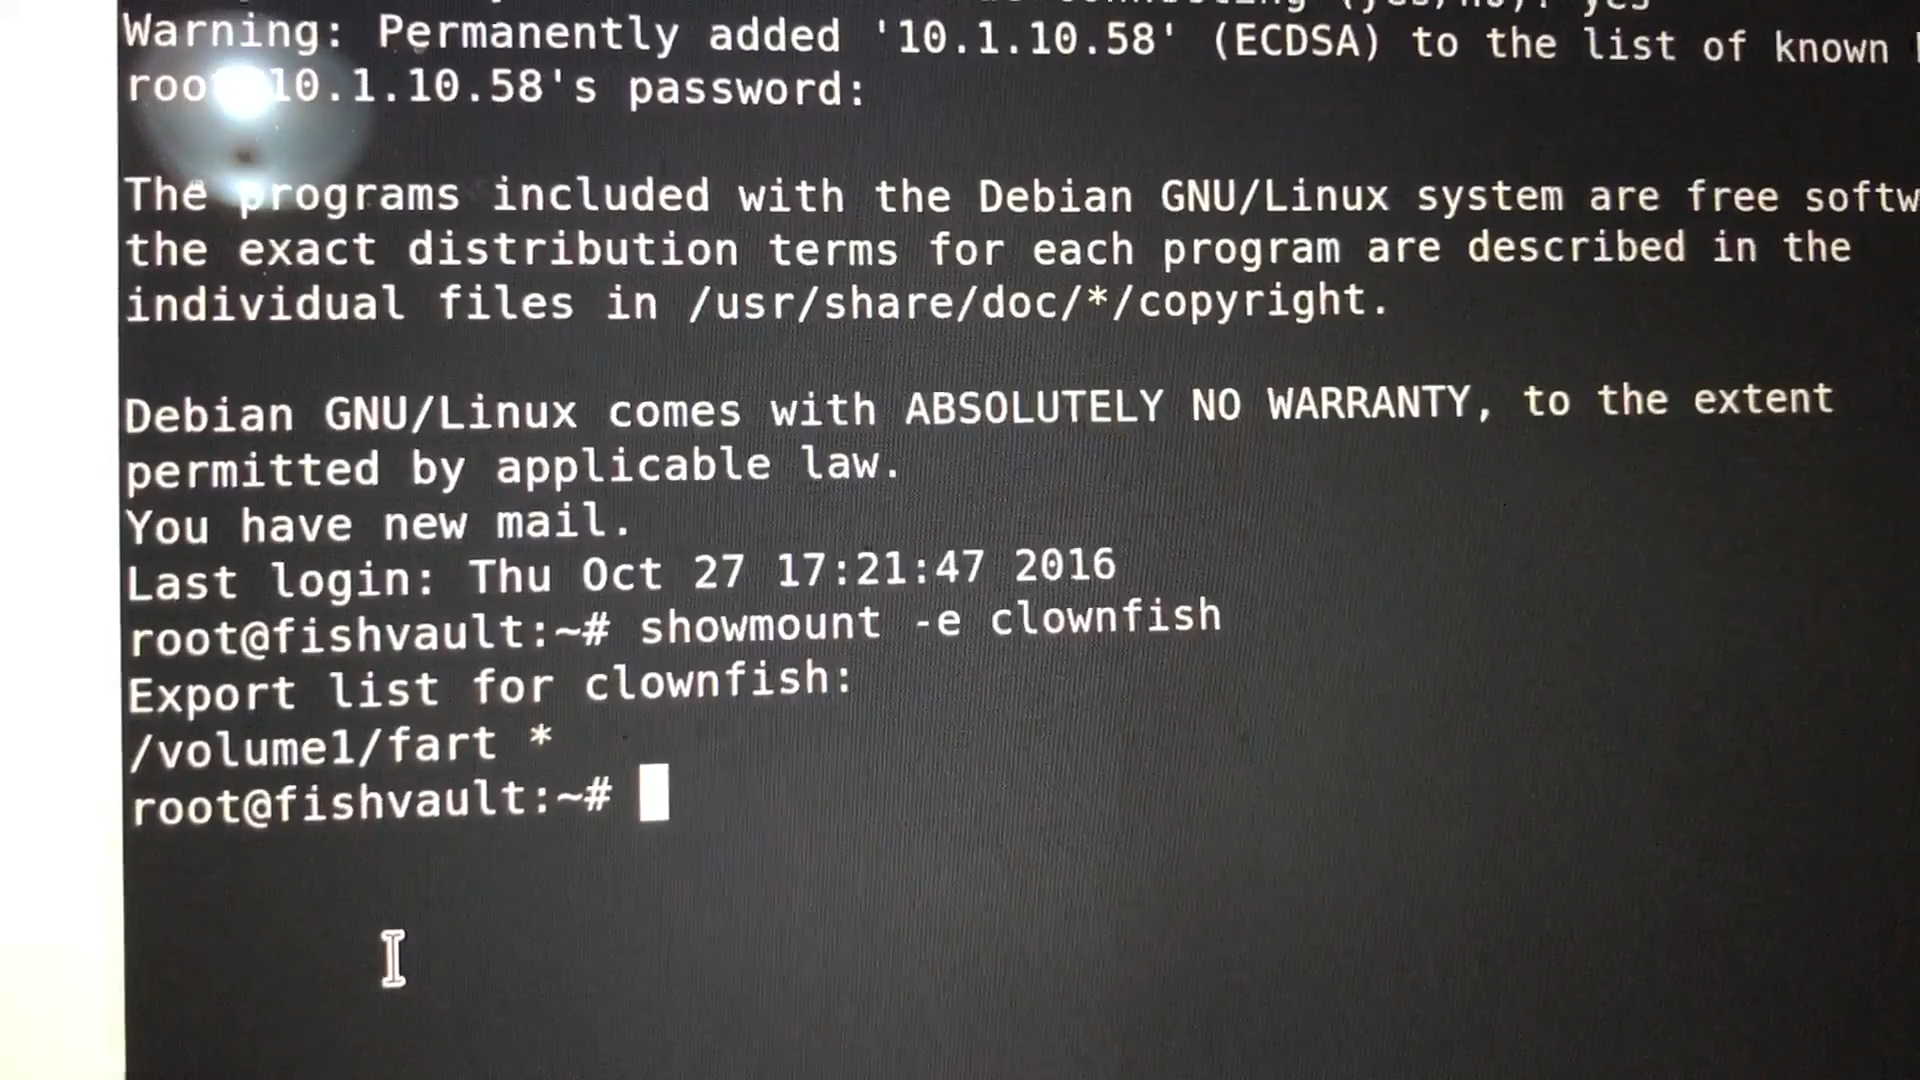 yes
Warning: Permanently added '10.1.10.58' (ECDSA) to the list of known
10.1.10.58's password:
The programs included with the Debian GNU/Linux system are free softw
the exact distribution terms for each program are described in the
individual files in /usr/share/doc/*/copyright.
Debian GNU/Linux comes with ABSOLUTELY NO WARRANTY, to the extent
permitted by applicable law.
You have new mail.
Last login: Thu Oct 27 17:21:47 2016
root@fishvault:~# showmount -e clownfish
Export list for clownfish:
/volume1/fart *
root@fishvault:~#